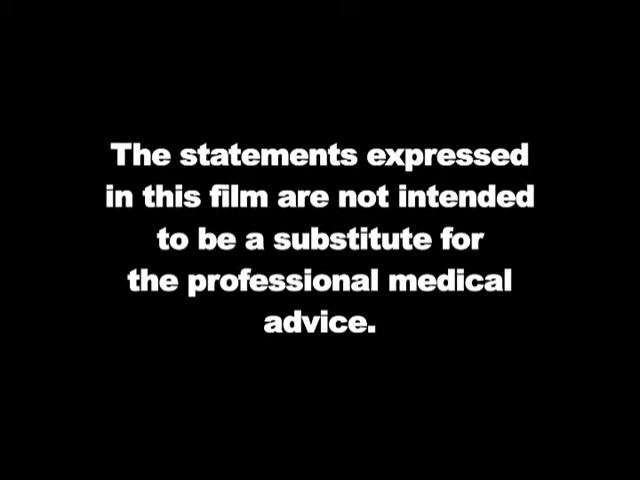 The statements expressed
in this film are not intended
to be a substitute for
the professional medical
advice.